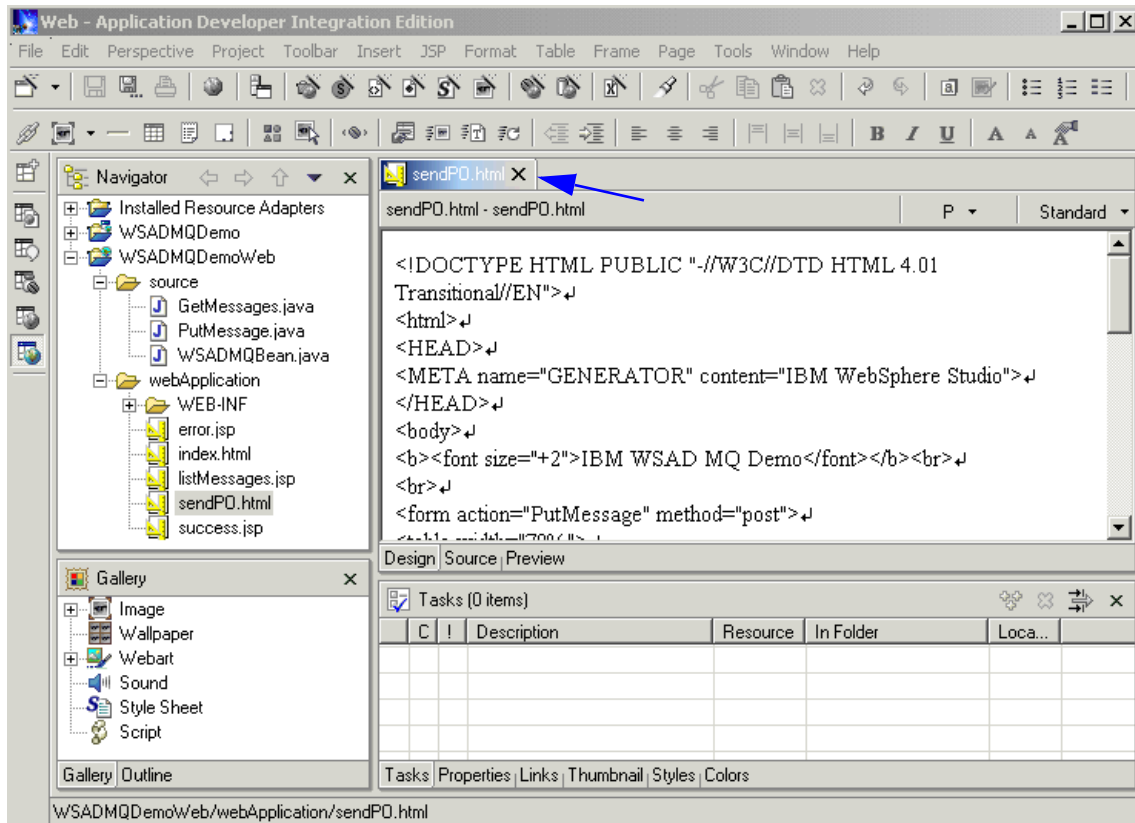 Web - Application Developer Integration Edition
File Edit Perspective Project Toolbar Insert JSP Format Table Frame Page Tools Window Help
B I U A A A
Navigator
Installed Resource Adapters
WSADMQDemo
WSADMQDemoWeb
source
GetMessages.java
PutMessage.java
WSADMQBean.java
webApplication
WEB-INF
error.jsp
index.html
listMessages.jsp
sendPO.html
success.jsp
Gallery
Image
Wallpaper
Webart
Sound
Style Sheet
Script
Gallery Outline
sendPO.html
sendPO.html - sendPO.html P Standard
<!DOCTYPE HTML PUBLIC "-//W3C//DTD HTML 4.01
Transitional//EN">↵
<html>↵
<HEAD>↵
<META name="GENERATOR" content="IBM WebSphere Studio">↵
</HEAD>↵
<body>↵
<b><font size="+2">IBM WSAD MQ Demo</font></b><br>↵
<br>↵
<form action="PutMessage" method="post">↵
Design Source Preview
Tasks (0 items)
C ! Description Resource In Folder Loca...
Tasks Properties Links Thumbnail Styles Colors
WSADMQDemoWeb/webApplication/sendPO.html